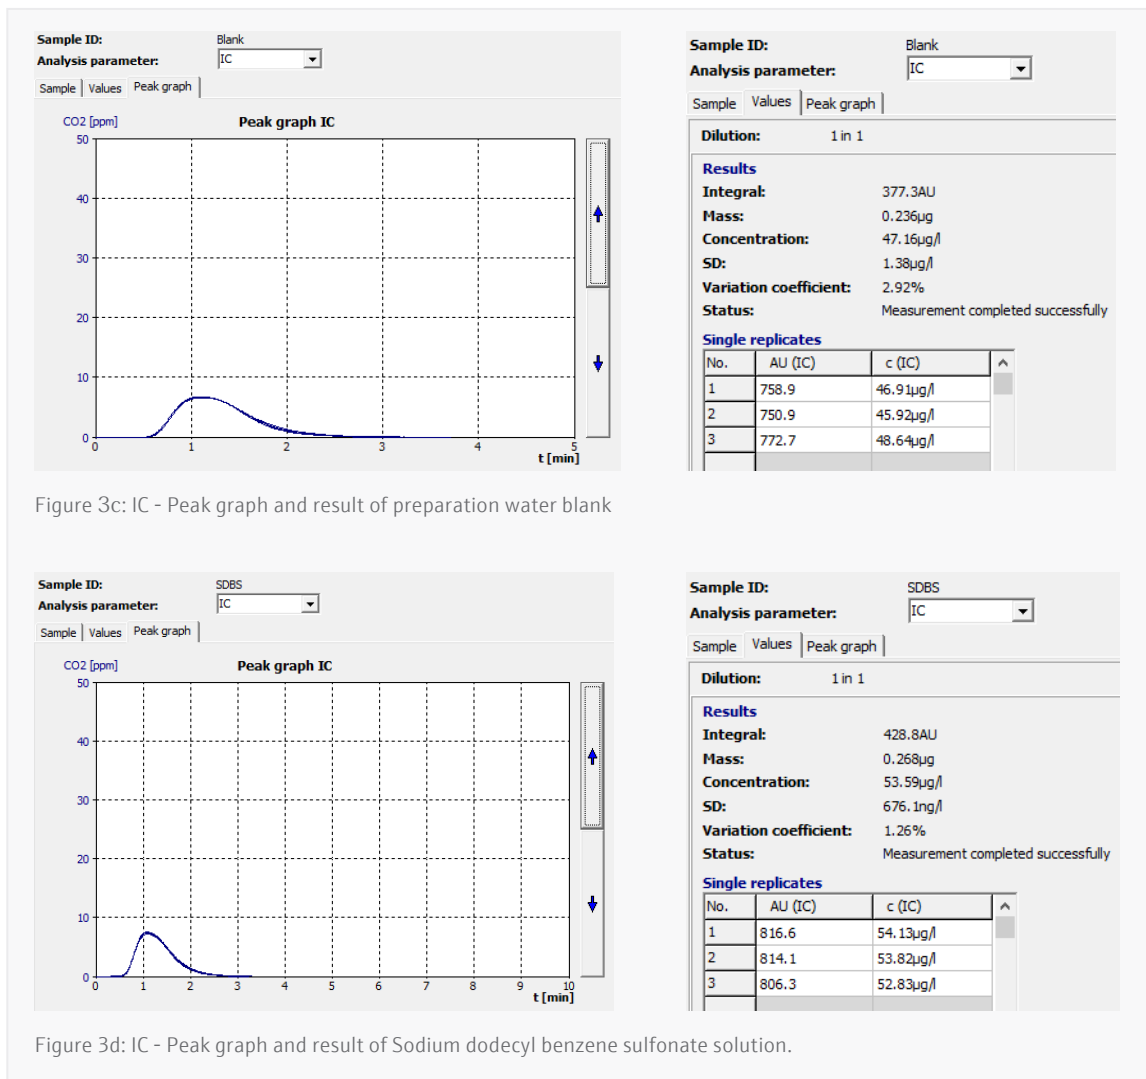 Sample ID: Blank
Analysis parameter: IC
Sample Values Peak graph
CO2 [ppm] Peak graph IC
50
40
30
20
10
0
0 1 2 3 4 5
t [min]
Sample ID: Blank
Analysis parameter: IC
Sample Values Peak graph
Dilution: 1 in 1
Results
Integral: 377.3AU
Mass: 0.236µg
Concentration: 47.16µg/l
SD: 1.38µg/l
Variation coefficient: 2.92%
Status: Measurement completed successfully
Single replicates
No. AU (IC) c (IC)
1 758.9 46.91µg/l
2 750.9 45.92µg/l
3 772.7 48.64µg/l
Figure 3c: IC - Peak graph and result of preparation water blank
Sample ID: SDBS
Analysis parameter: IC
Sample Values Peak graph
CO2 [ppm] Peak graph IC
50
40
30
20
10
0
0 1 2 3 4 5 6 7 8 9 10
t [min]
Sample ID: SDBS
Analysis parameter: IC
Sample Values Peak graph
Dilution: 1 in 1
Results
Integral: 428.8AU
Mass: 0.268µg
Concentration: 53.59µg/l
SD: 676.1ng/l
Variation coefficient: 1.26%
Status: Measurement completed successfully
Single replicates
No. AU (IC) c (IC)
1 816.6 54.13µg/l
2 814.1 53.82µg/l
3 806.3 52.83µg/l
Figure 3d: IC - Peak graph and result of Sodium dodecyl benzene sulfonate solution.